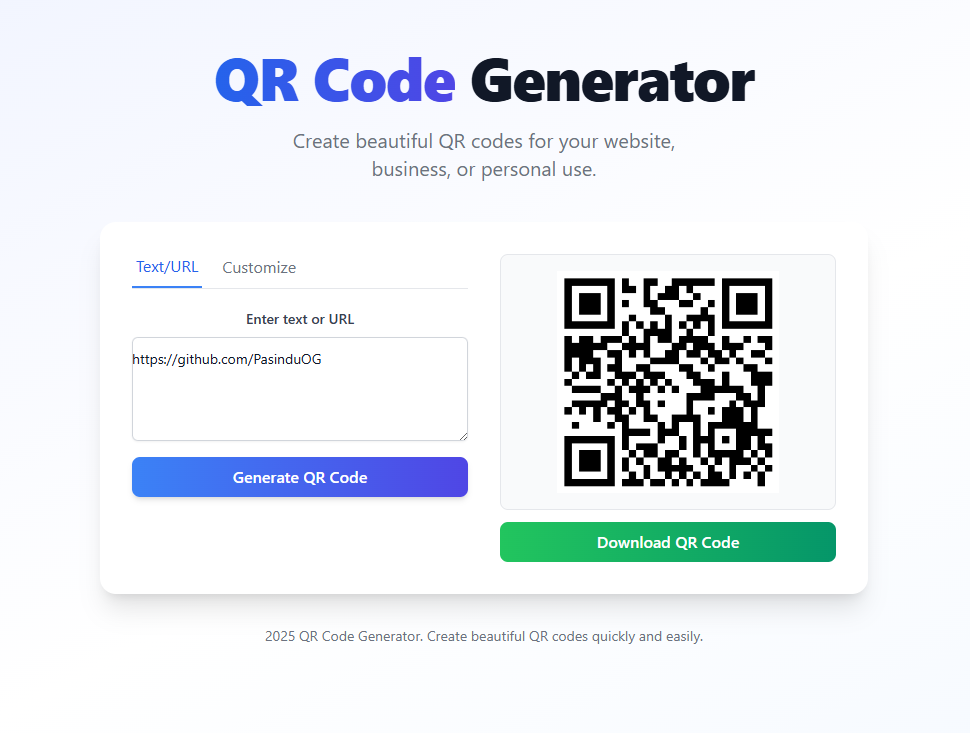 QR Code Generator
Create beautiful QR codes for your website,
business, or personal use.
Text/URL
Customize
Enter text or URL
https://github.com/PasinduOG
Generate QR Code
Download QR Code
2025 QR Code Generator. Create beautiful QR codes quickly and easily.